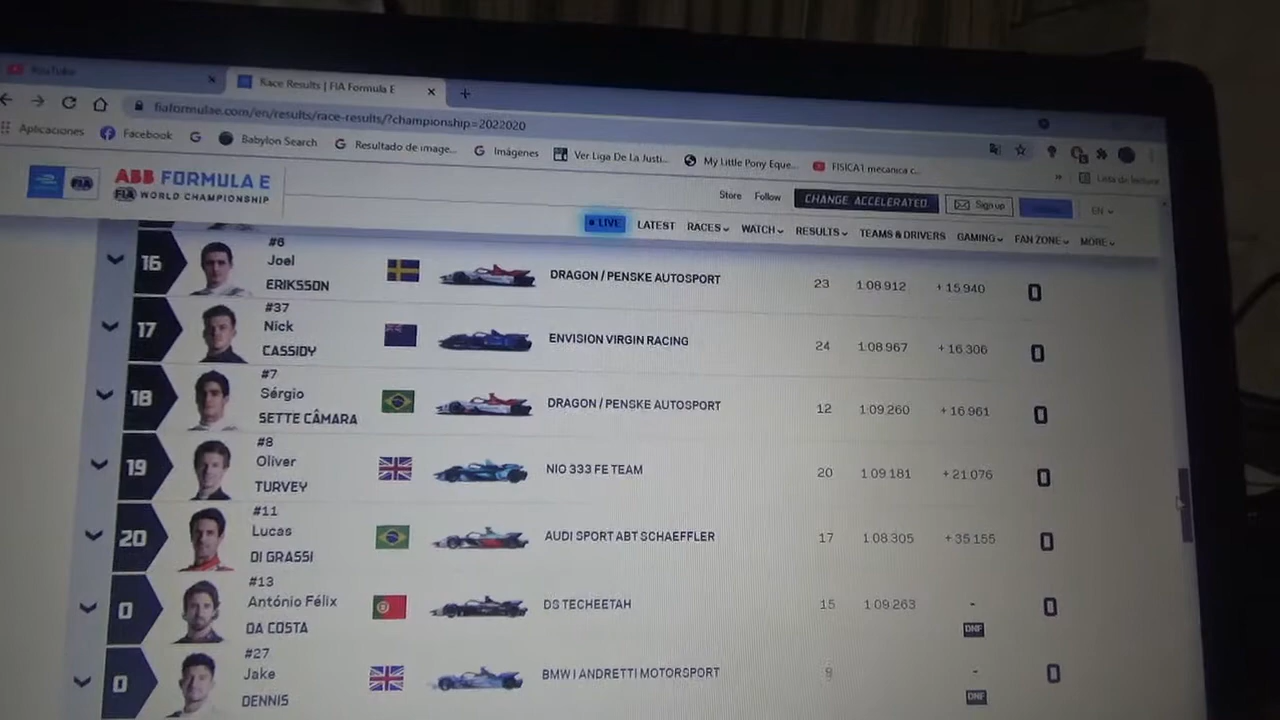 YouTube
Race Results | FIA Formula E
fiaformulae.com/en/results/race-results/?championship=2022020
Aplicaciones
Facebook
Babylon Search
Resultado de image...
Imágenes
Ver Liga De La Justi...
My Little Pony Eque...
FISICA1 mecanica c...
»
Lista de lectura
FIA
ABB FORMULA E
FIA WORLD CHAMPIONSHIP
Store
Follow
CHANGE ACCELERATED
Sign up
EN
LIVE
LATEST
RACES
WATCH
RESULTS
TEAMS & DRIVERS
GAMING
FAN ZONE
MORE
16 #6
Joel
ERIKSSON
DRAGON / PENSKE AUTOSPORT 23 1:08.912 + 15.940 0
17 #37
Nick
CASSIDY
ENVISION VIRGIN RACING 24 1:08.967 + 16.306 0
18 #7
Sérgio
SETTE CÂMARA
DRAGON / PENSKE AUTOSPORT 12 1:09.260 + 16.961 0
19 #8
Oliver
TURVEY
NIO 333 FE TEAM 20 1:09.181 + 21.076 0
20 #11
Lucas
DI GRASSI
AUDI SPORT ABT SCHAEFFLER 17 1:08.305 + 35.155 0
0 #13
António Félix
DA COSTA
DS TECHEETAH 15 1:09.263 - 0
DNF
0 #27
Jake
DENNIS
BMW I ANDRETTI MOTORSPORT 9 - 0
DNF